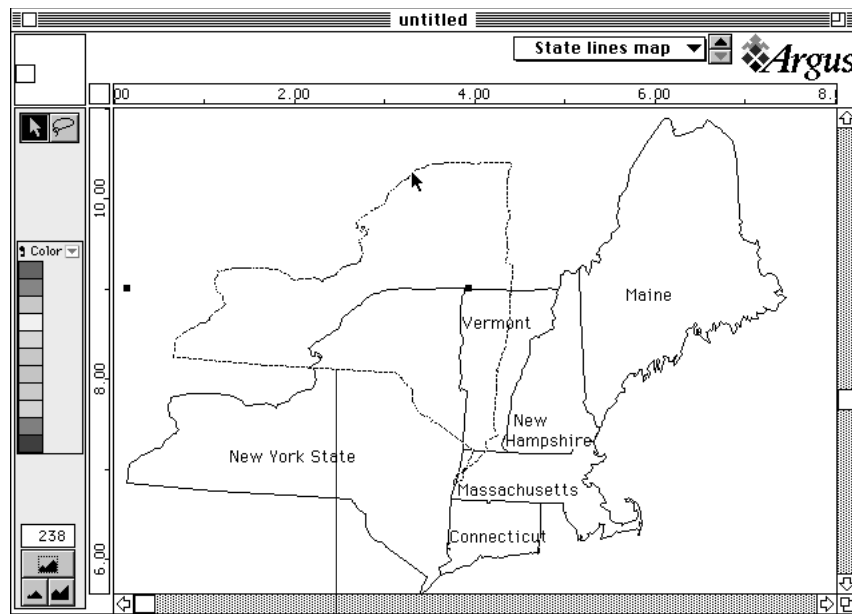 untitled
State lines map
Argus
00 2.00 4.00 6.00 8.
10.00
Color
Maine
Vermont
8.00
New
Hampshire
New York State
Massachusetts
238
Connecticut
6.00